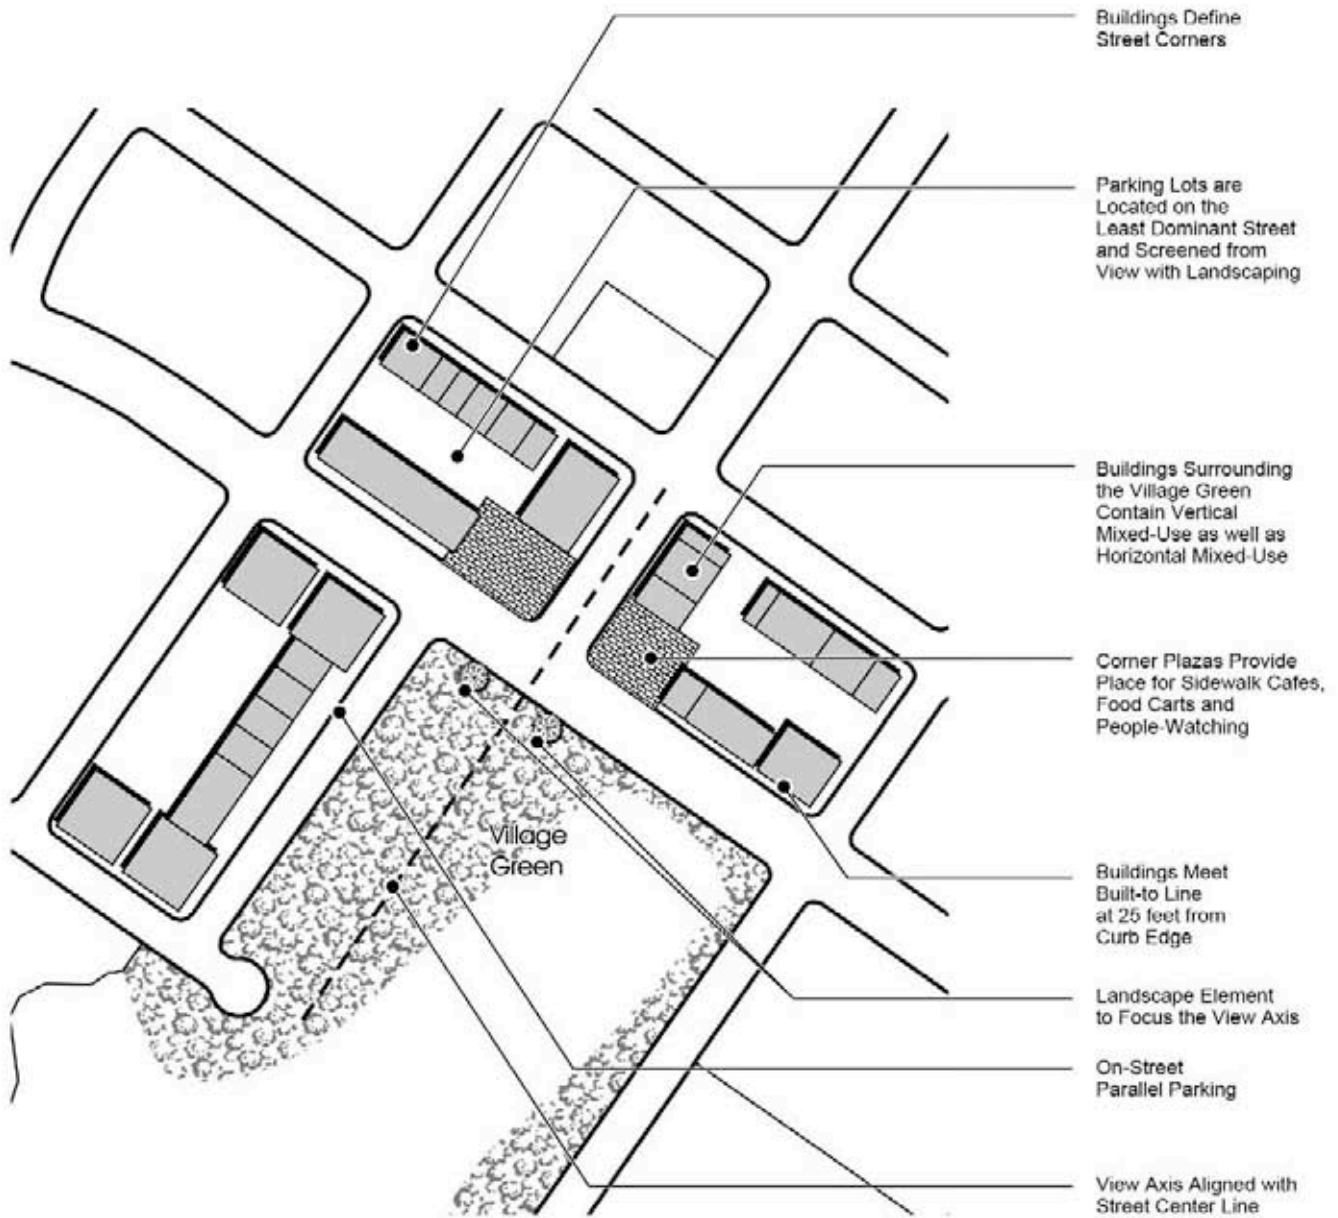 Buildings Define
Street Corners
Parking Lots are
Located on the
Least Dominant Street
and Screened from
View with Landscaping
Buildings Surrounding
the Village Green
Contain Vertical
Mixed-Use as well as
Horizontal Mixed-Use
Corner Plazas Provide
Place for Sidewalk Cafes,
Food Carts and
People-Watching
Village
Green
Buildings Meet
Built-to Line
at 25 feet from
Curb Edge
Landscape Element
to Focus the View Axis
On-Street
Parallel Parking
View Axis Aligned with
Street Center Line